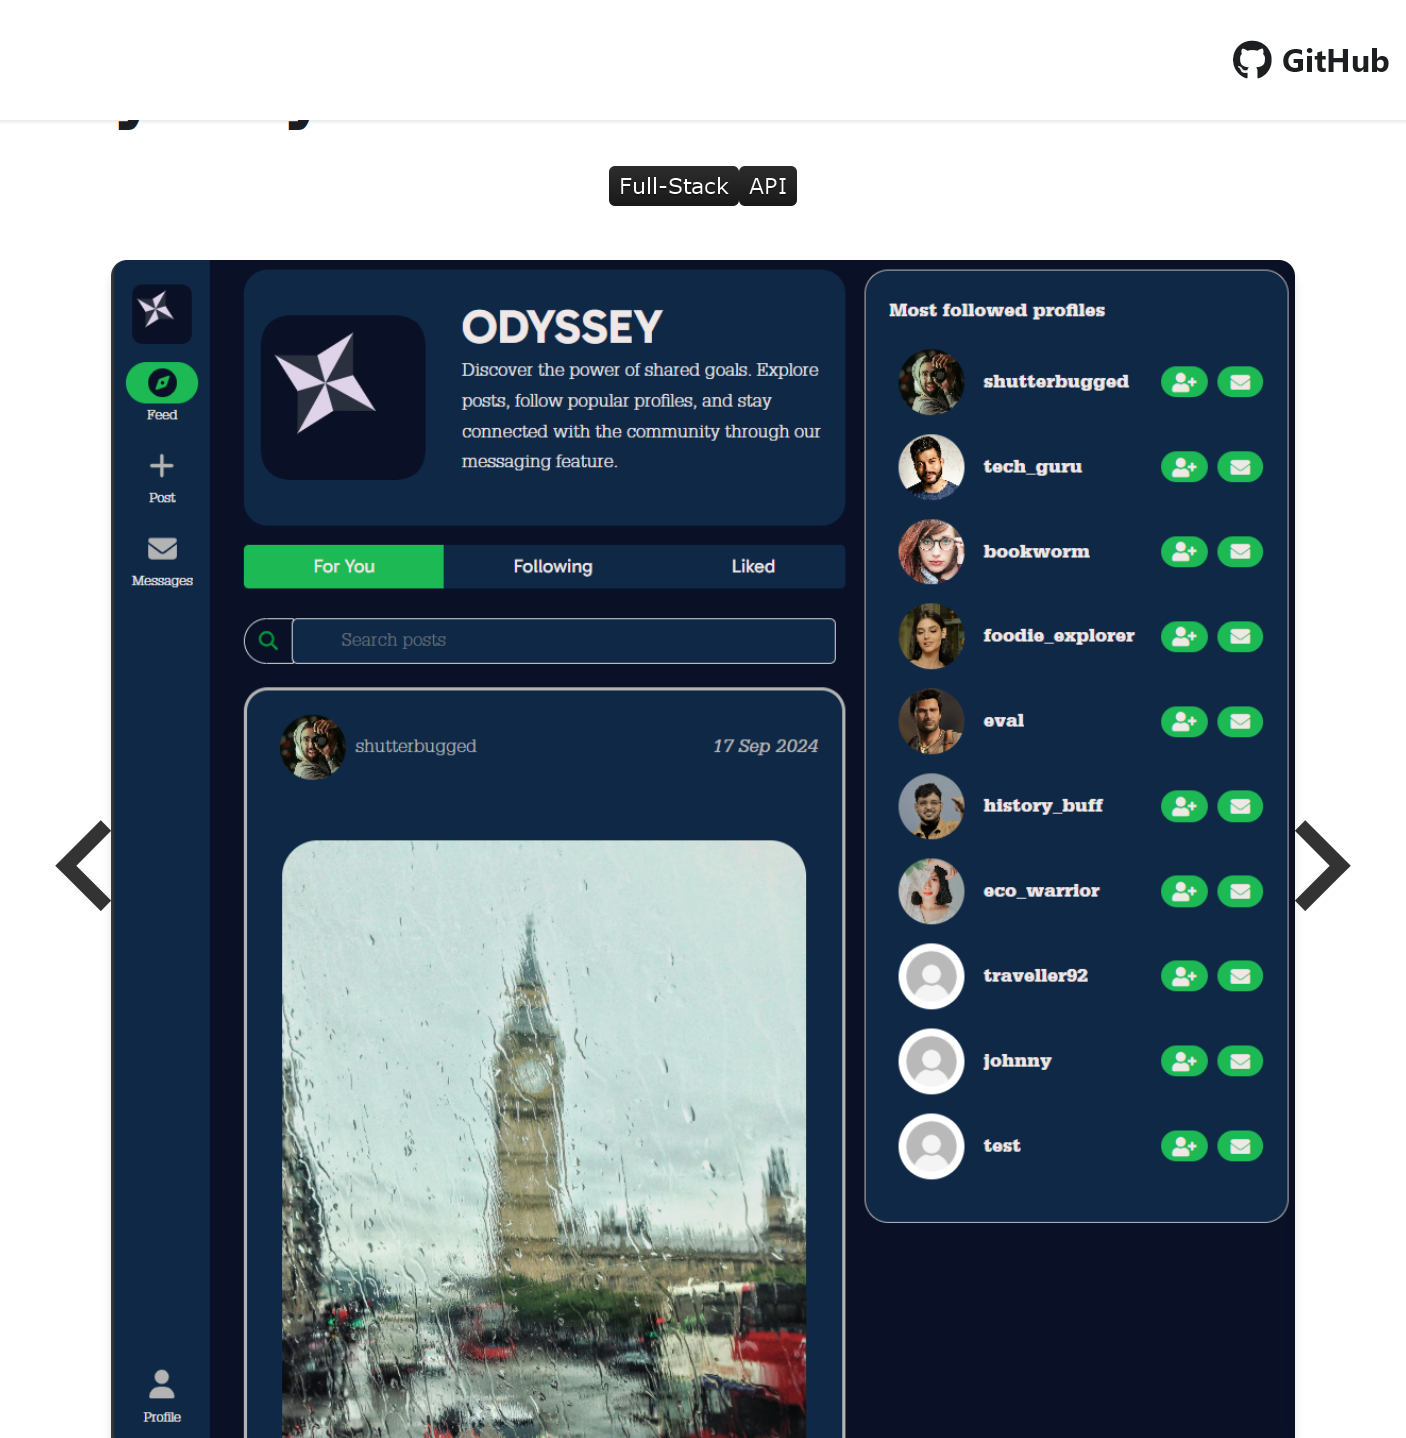 GitHub
Full-Stack
API
Feed
Post
Messages
Profile
ODYSSEY
Discover the power of shared goals. Explore
posts, follow popular profiles, and stay
connected with the community through our
messaging feature.
For You
Following
Liked
Search posts
shutterbugged
17 Sep 2024
Most followed profiles
shutterbugged
tech_guru
bookworm
foodie_explorer
eval
history_buff
eco_warrior
traveller92
johnny
test